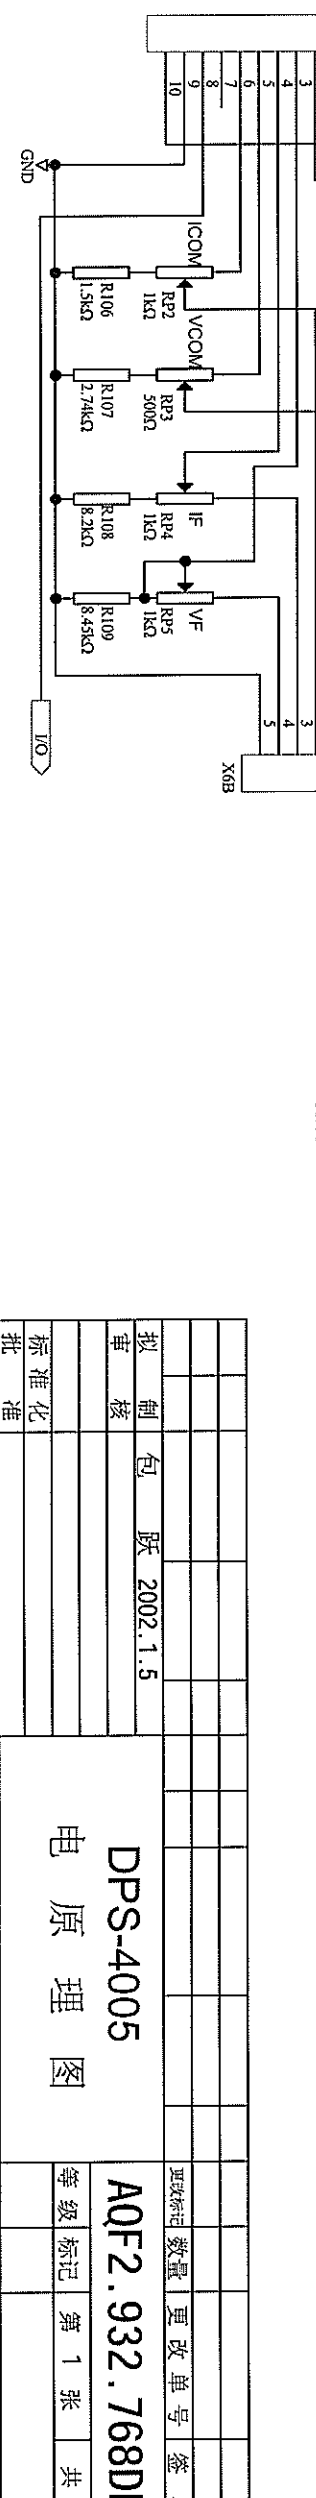 3
4
5
6
7
8
9
10
GND
ICOM
RP2
1kΩ
R106
1.5kΩ
VCOM
RP3
500Ω
R107
2.74kΩ
IF
RP4
1kΩ
R108
8.2kΩ
VF
RP5
1kΩ
R109
8.45kΩ
I/O
3
4
5
X6B
拟 制 包 跃 2002.1.5
审 核
标 准 化
批 准
DPS-4005
电 原 理 图
更改标记 数量 更 改 单 号 签
AQF2.932.768D
等 级 标记 第 1 张 共